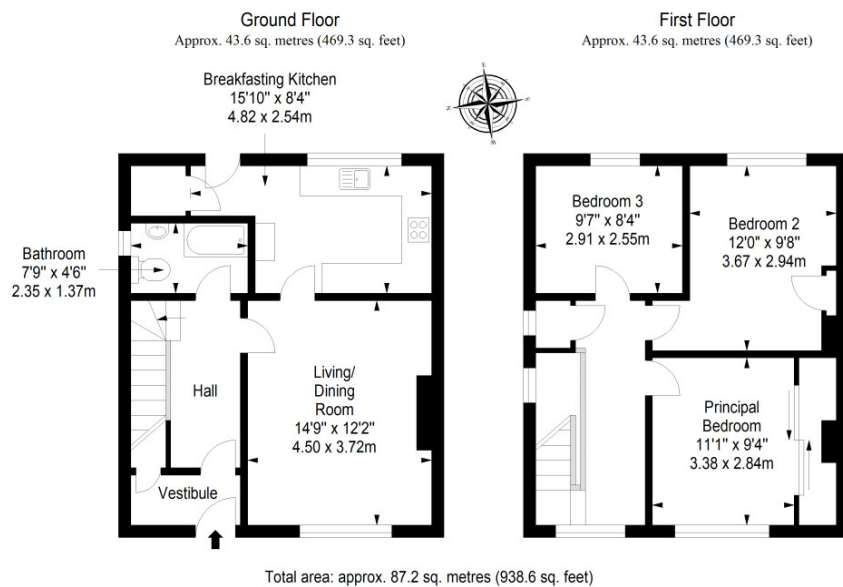 Ground Floor
Approx. 43.6 sq. metres (469.3 sq. feet)
Breakfasting Kitchen
15'10" x 8'4"
4.82 x 2.54m
Bathroom
7'9" x 4'6"
2.35 x 1.37m
Hall
Living/
Dining
Room
14'9" x 12'2"
4.50 x 3.72m
Vestibule
First Floor
Approx. 43.6 sq. metres (469.3 sq. feet)
Bedroom 3
9'7" x 8'4"
2.91 x 2.55m
Bedroom 2
12'0" x 9'8"
3.67 x 2.94m
Principal
Bedroom
11'1" x 9'4"
3.38 x 2.84m
Total area: approx. 87.2 sq. metres (938.6 sq. feet)